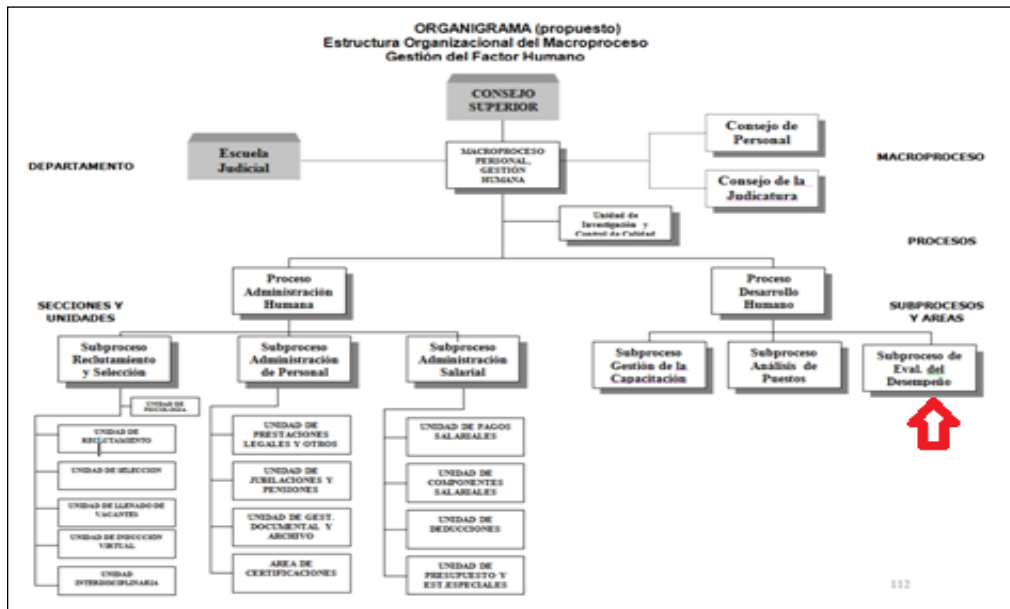 ORGANIGRAMA (propuesto)
Estructura Organizacional del Macroproceso
Gestión del Factor Humano
CONSEJO
SUPERIOR
Escuela
Judicial
MACROPROCESO
PERSONAL,
GESTIÓN
HUMANA
Consejo de
Personal
Consejo de la
Judicatura
DEPARTAMENTO
MACROPROCESO
Unidad de
Investigación y
Control de Calidad
PROCESOS
Proceso
Administración
Humana
Proceso
Desarrollo
Humano
SECCIONES Y
UNIDADES
SUBPROCESOS
Y AREAS
Subproceso
Reclutamiento
y Selección
Subproceso
Administración
de Personal
Subproceso
Administración
Salarial
Subproceso
Gestión de la
Capacitación
Subproceso
Análisis de
Puestos
Subproceso de
Eval. del
Desempeño
UNIDAD DE
PSICOLOGIA
UNIDAD DE
RECLUTAMIENTO
UNIDAD DE SELECCION
UNIDAD DE LLENADO DE
VACANTES
UNIDAD DE INDUCCIÓN
VIRTUAL
UNIDAD
INTERDISCIPLINARIA
UNIDAD DE
PRESTACIONES
LEGALES Y OTROS
UNIDAD DE
JUBILACIONES Y
PENSIONES
UNIDAD DE GEST.
DOCUMENTAL Y
ARCHIVO
AREA DE
CERTIFICACIONES
UNIDAD DE PAGOS
SALARIALES
UNIDAD DE
COMPONENTES
SALARIALES
UNIDAD DE
DEDUCCIONES
UNIDAD DE
PRESUPUESTO Y
EST.ESPECIALES
112